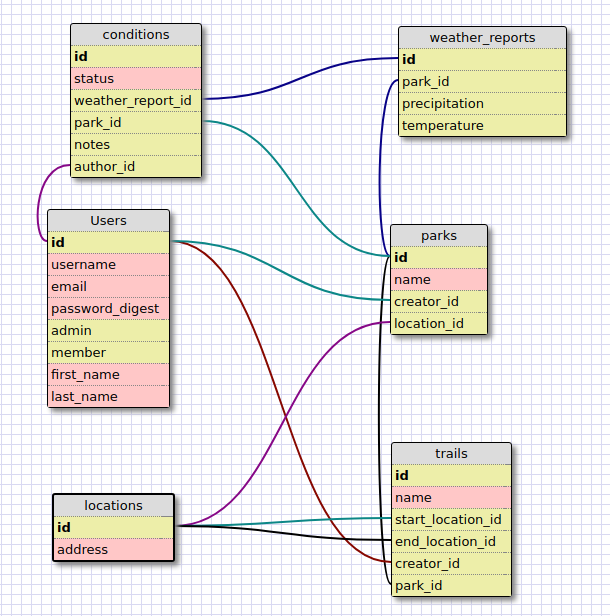 conditions
id
status
weather_report_id
park_id
notes
author_id
weather_reports
id
park_id
precipitation
temperature
Users
id
username
email
password_digest
admin
member
first_name
last_name
parks
id
name
creator_id
location_id
locations
id
address
trails
id
name
start_location_id
end_location_id
creator_id
park_id